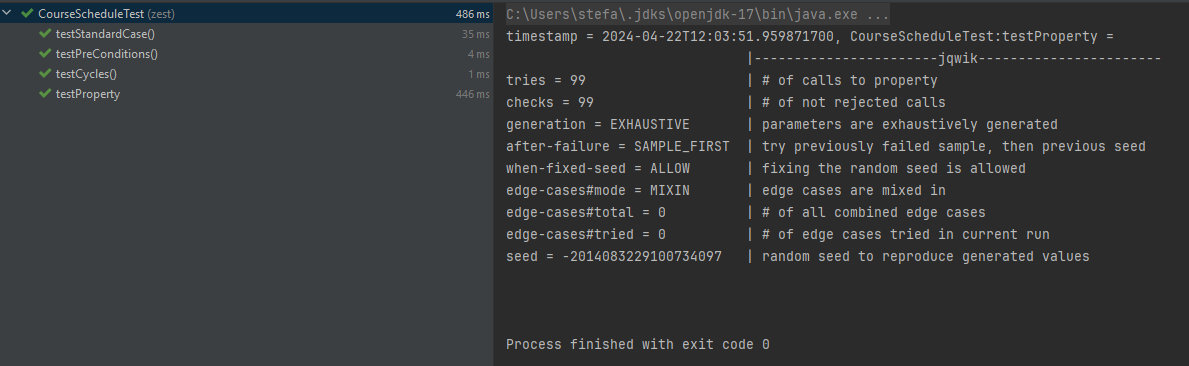 CourseScheduleTest (zest) 486 ms
testStandardCase() 35 ms
testPreConditions() 4 ms
testCycles() 1 ms
testProperty 446 ms
C:\Users\stefa\.jdks\openjdk-17\bin\java.exe ...
timestamp = 2024-04-22T12:03:51.959871700, CourseScheduleTest:testProperty =
|-----------------------jqwik-----------------------
tries = 99 | # of calls to property
checks = 99 | # of not rejected calls
generation = EXHAUSTIVE | parameters are exhaustively generated
after-failure = SAMPLE_FIRST | try previously failed sample, then previous seed
when-fixed-seed = ALLOW | fixing the random seed is allowed
edge-cases#mode = MIXIN | edge cases are mixed in
edge-cases#total = 0 | # of all combined edge cases
edge-cases#tried = 0 | # of edge cases tried in current run
seed = -2014083229100734097 | random seed to reproduce generated values
Process finished with exit code 0